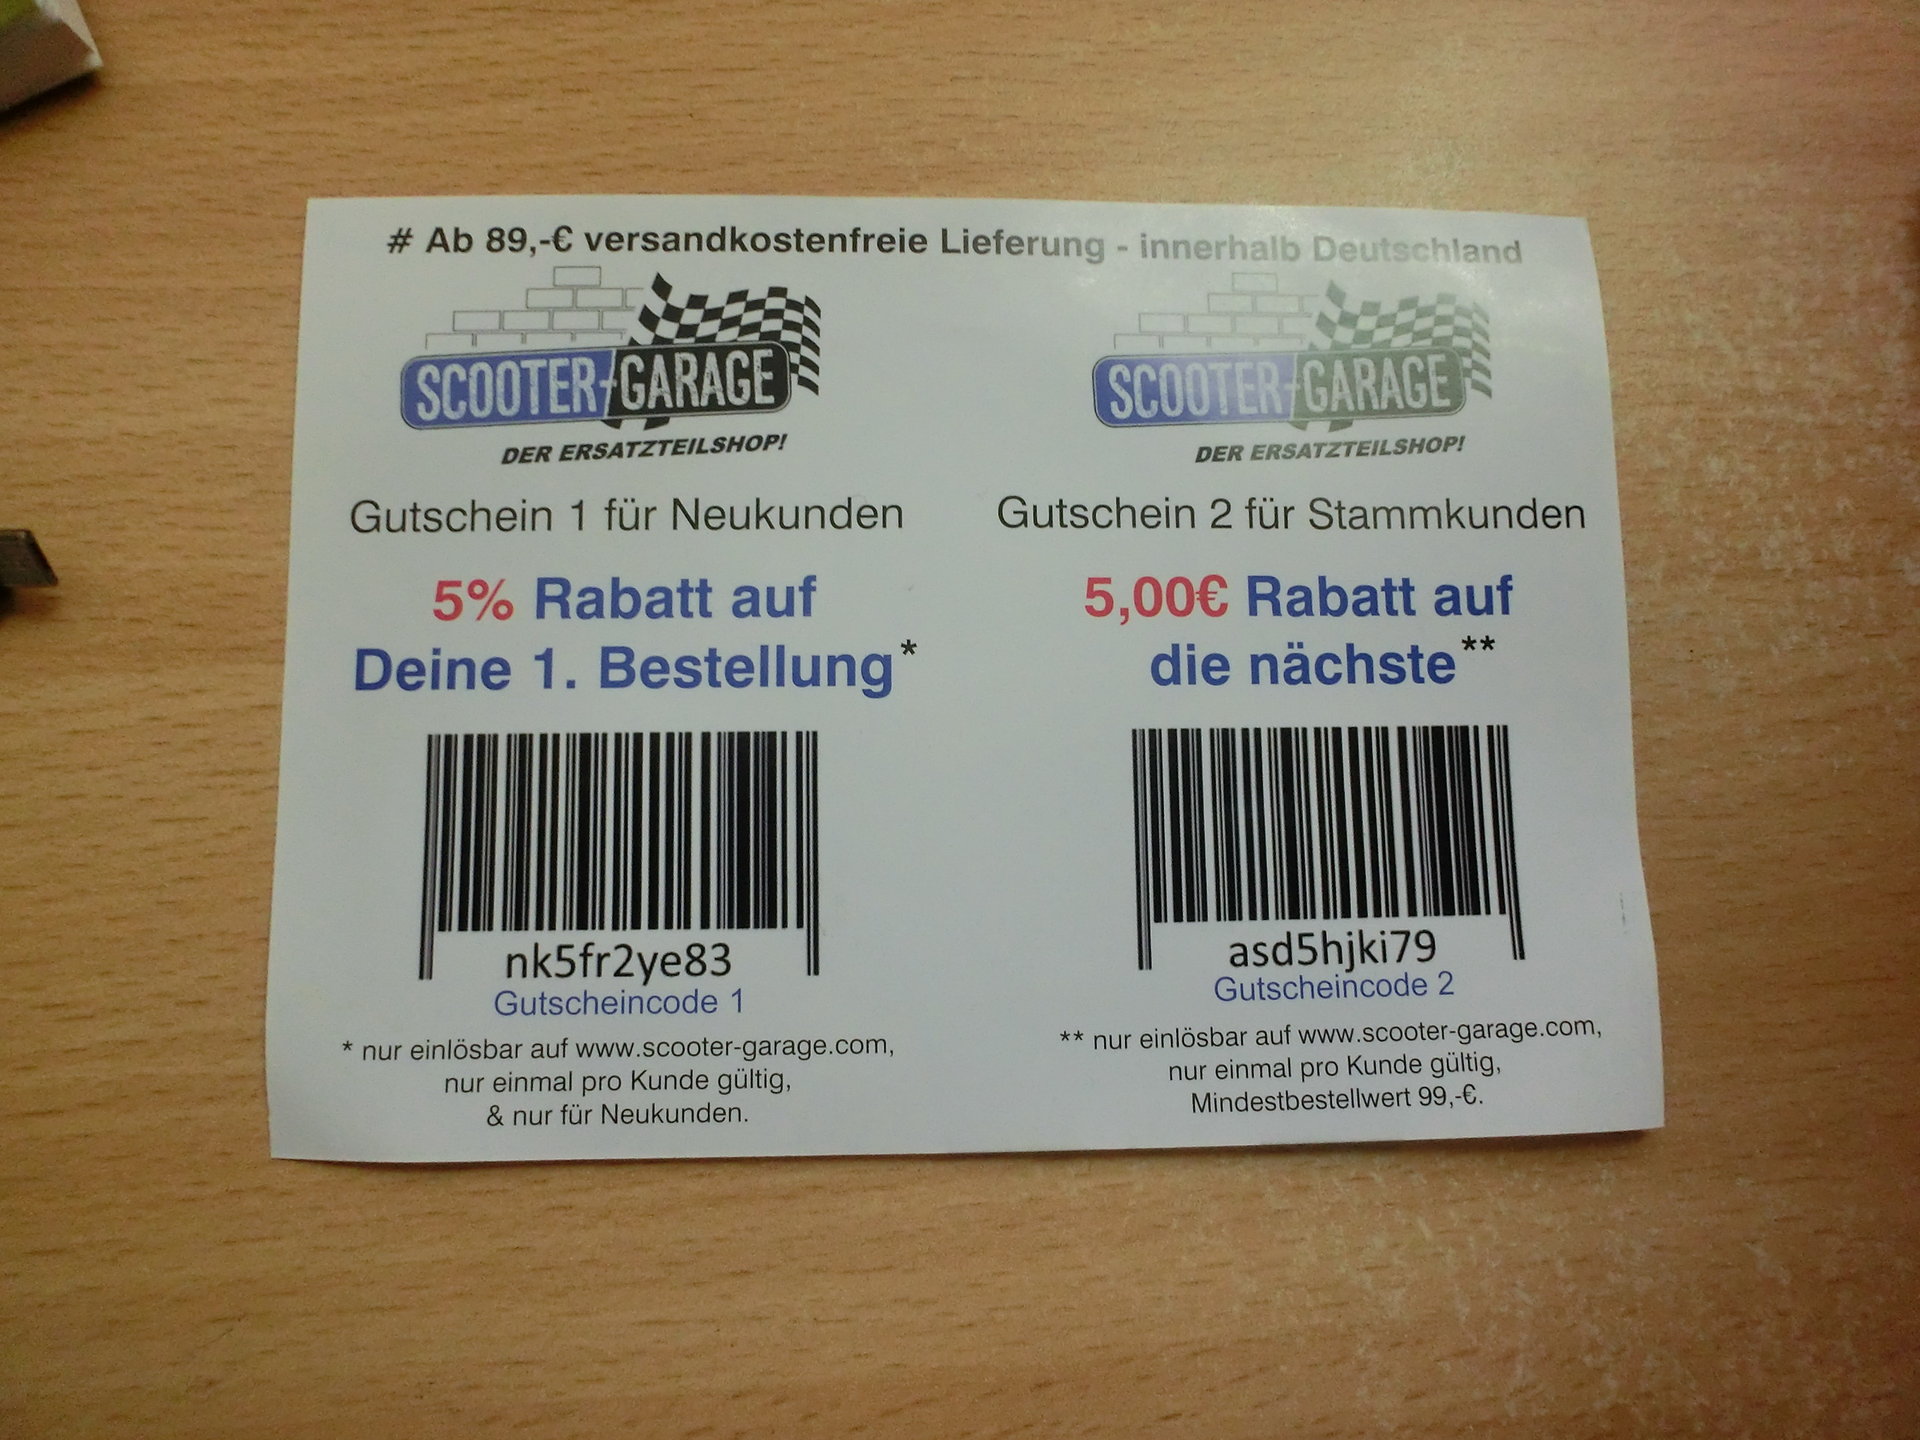 # Ab 89,-€ versandkostenfreie Lieferung - innerhalb Deutschland
SCOOTER-GARAGE
DER ERSATZTEILSHOP!
Gutschein 1 für Neukunden
5% Rabatt auf
Deine 1. Bestellung*
nk5fr2ye83
Gutscheincode 1
* nur einlösbar auf www.scooter-garage.com,
nur einmal pro Kunde gültig,
& nur für Neukunden.
SCOOTER-GARAGE
DER ERSATZTEILSHOP!
Gutschein 2 für Stammkunden
5,00€ Rabatt auf
die nächste**
asd5hjki79
Gutscheincode 2
** nur einlösbar auf www.scooter-garage.com,
nur einmal pro Kunde gültig,
Mindestbestellwert 99,-€.